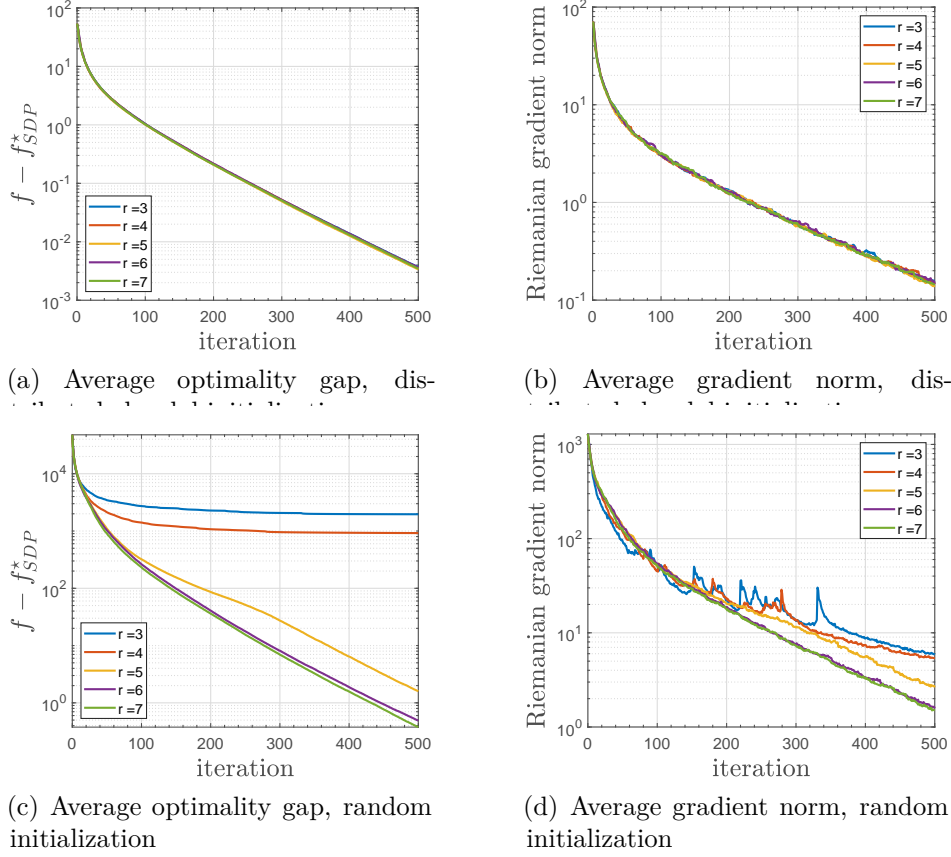 10^2
10^1
10^0
10^-1
10^-2
10^-3
f − f^⋆_SDP
r =3
r =4
r =5
r =6
r =7
0 100 200 300 400 500
iteration
(a) Average optimality gap, dis-
10^2
10^1
10^0
10^-1
Riemanian gradient norm
r =3
r =4
r =5
r =6
r =7
0 100 200 300 400 500
iteration
(b) Average gradient norm, dis-
10^4
10^2
10^0
f − f^⋆_SDP
r =3
r =4
r =5
r =6
r =7
0 100 200 300 400 500
iteration
(c) Average optimality gap, random
initialization
10^3
10^2
10^1
10^0
Riemanian gradient norm
r =3
r =4
r =5
r =6
r =7
0 100 200 300 400 500
iteration
(d) Average gradient norm, random
initialization